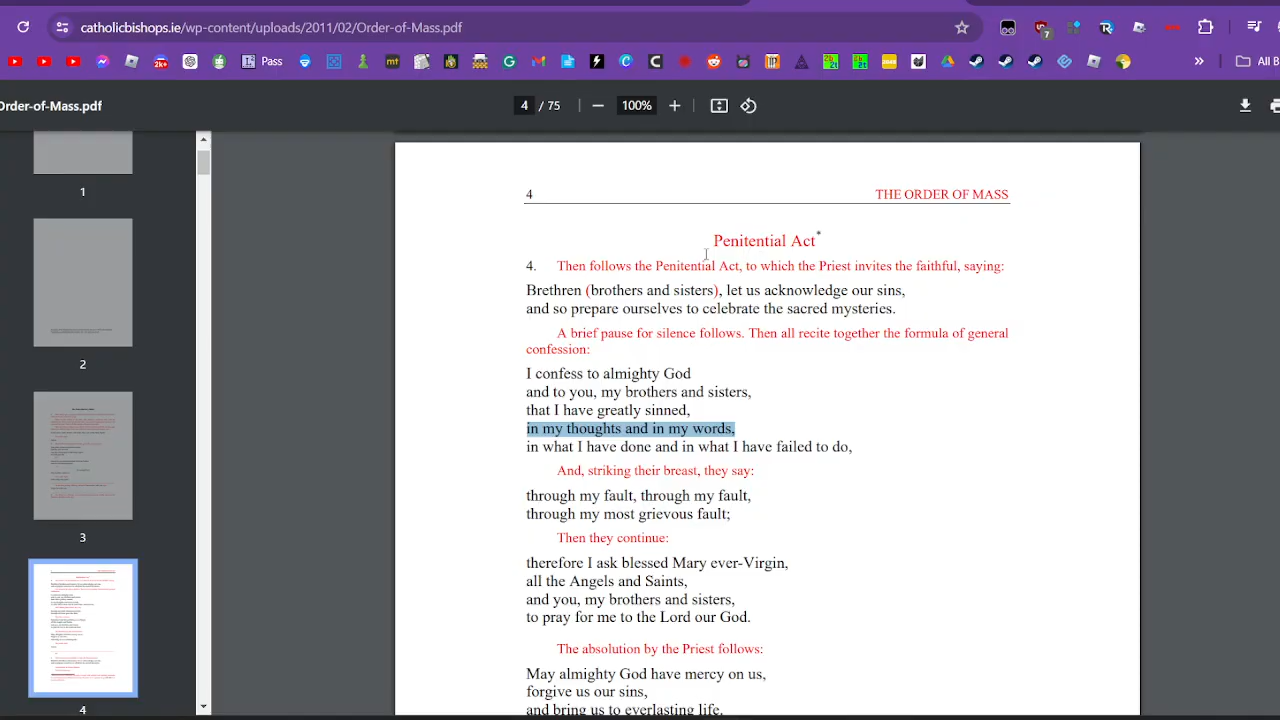 catholicbishops.ie/wp-content/uploads/2011/02/Order-of-Mass.pdf
7
2k+ Pass mt 2t 2t »
All B
Order-of-Mass.pdf 4 / 75 100%
1
2
3
4
4 THE ORDER OF MASS
Penitential Act*
4. Then follows the Penitential Act, to which the Priest invites the faithful, saying:
Brethren (brothers and sisters), let us acknowledge our sins,
and so prepare ourselves to celebrate the sacred mysteries.
A brief pause for silence follows. Then all recite together the formula of general
confession:
I confess to almighty God
and to you, my brothers and sisters,
that I have greatly sinned,
in my thoughts and in my words,
in what I have done and in what I have failed to do,
And, striking their breast, they say:
through my fault, through my fault,
through my most grievous fault;
Then they continue:
therefore I ask blessed Mary ever-Virgin,
all the Angels and Saints,
and you, my brothers and sisters,
to pray for me to the Lord our God.
The absolution by the Priest follows:
May almighty God have mercy on us,
forgive us our sins,
and bring us to everlasting life.